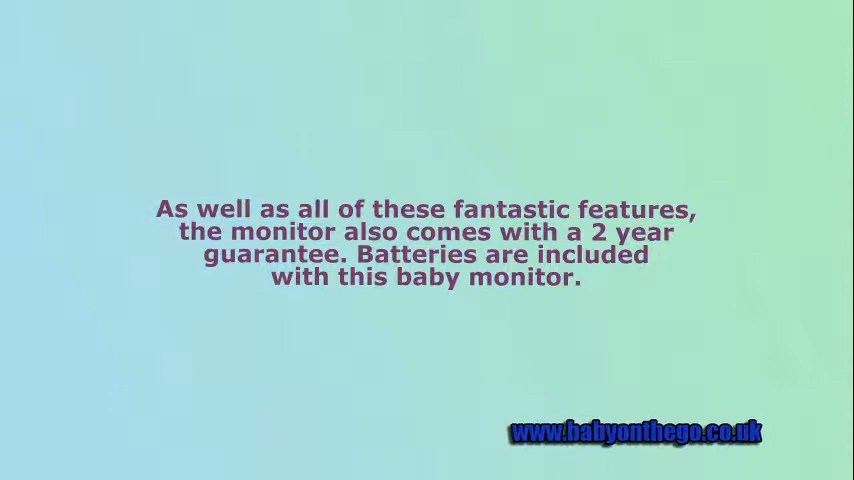 As well as all of these fantastic features,
the monitor also comes with a 2 year
guarantee. Batteries are included
with this baby monitor.
www.babyonthego.co.uk